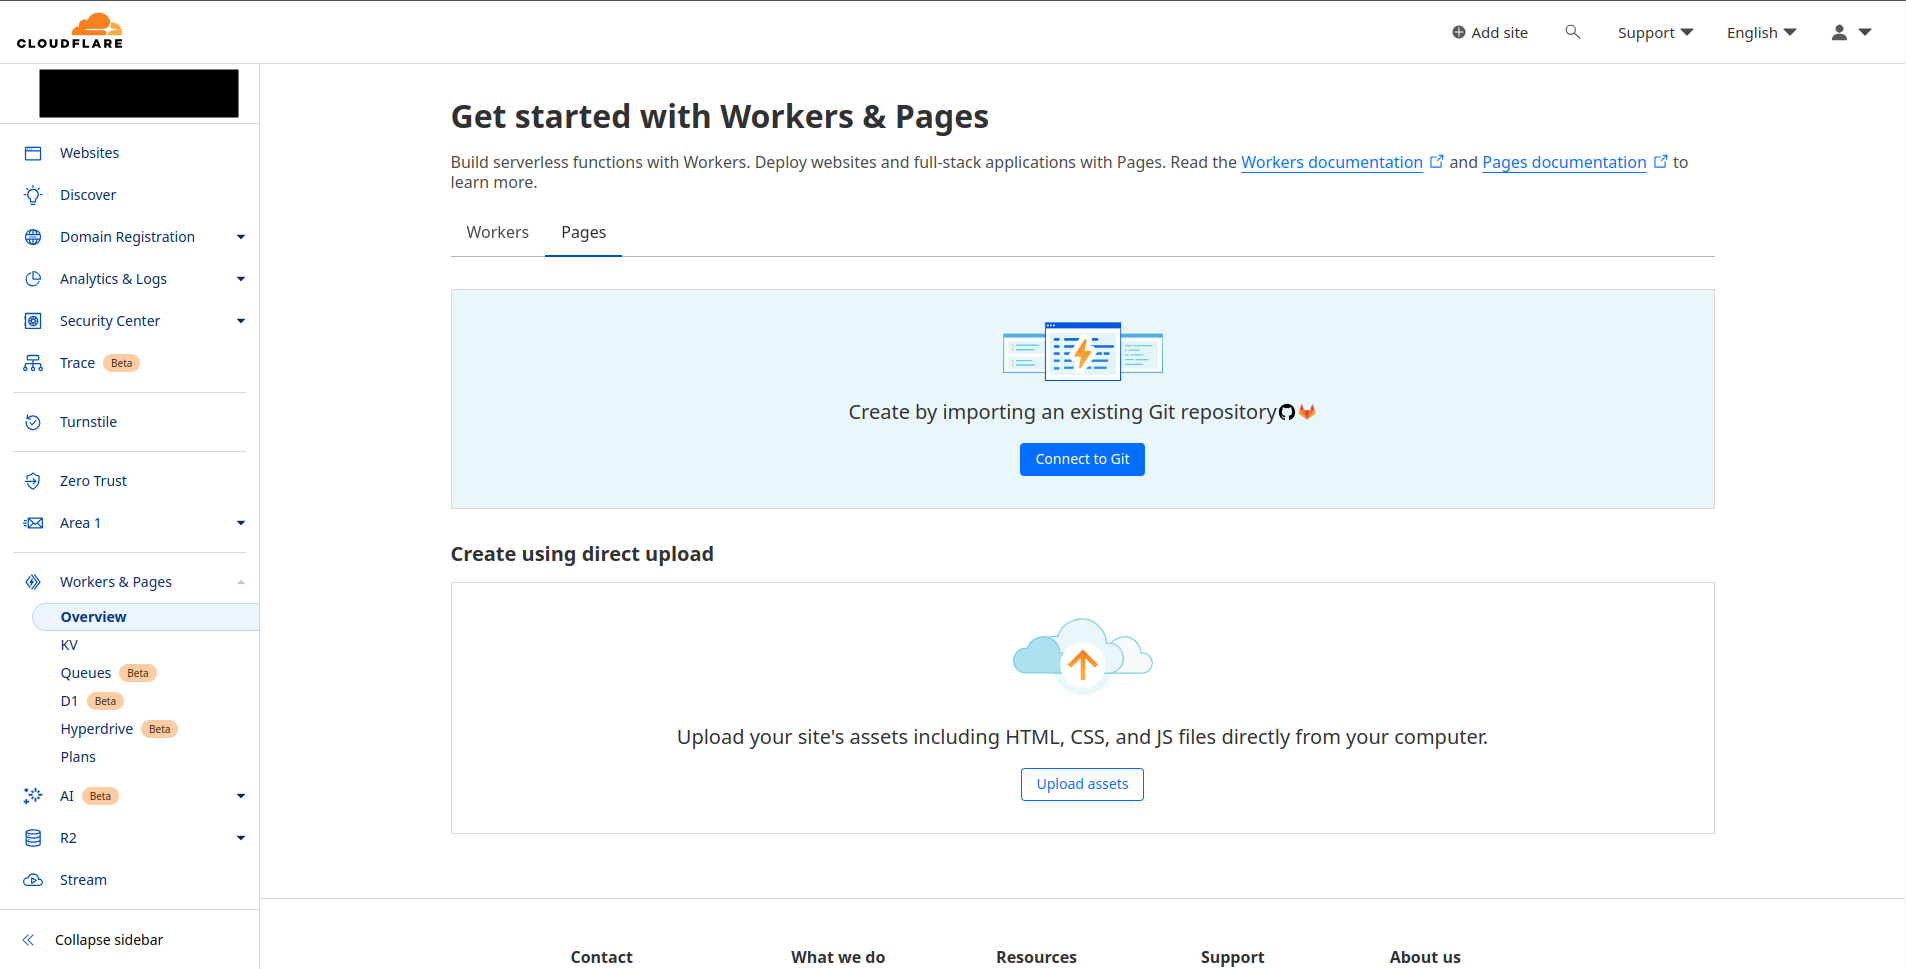 CLOUDFLARE
Add site
Support
English
Websites
Discover
Domain Registration
Analytics & Logs
Security Center
Trace Beta
Turnstile
Zero Trust
Area 1
Workers & Pages
Overview
KV
Queues Beta
D1 Beta
Hyperdrive Beta
Plans
AI Beta
R2
Stream
Collapse sidebar
Get started with Workers & Pages
Build serverless functions with Workers. Deploy websites and full-stack applications with Pages. Read the Workers documentation and Pages documentation to
learn more.
Workers Pages
Create by importing an existing Git repository
Connect to Git
Create using direct upload
Upload your site's assets including HTML, CSS, and JS files directly from your computer.
Upload assets
Contact What we do Resources Support About us